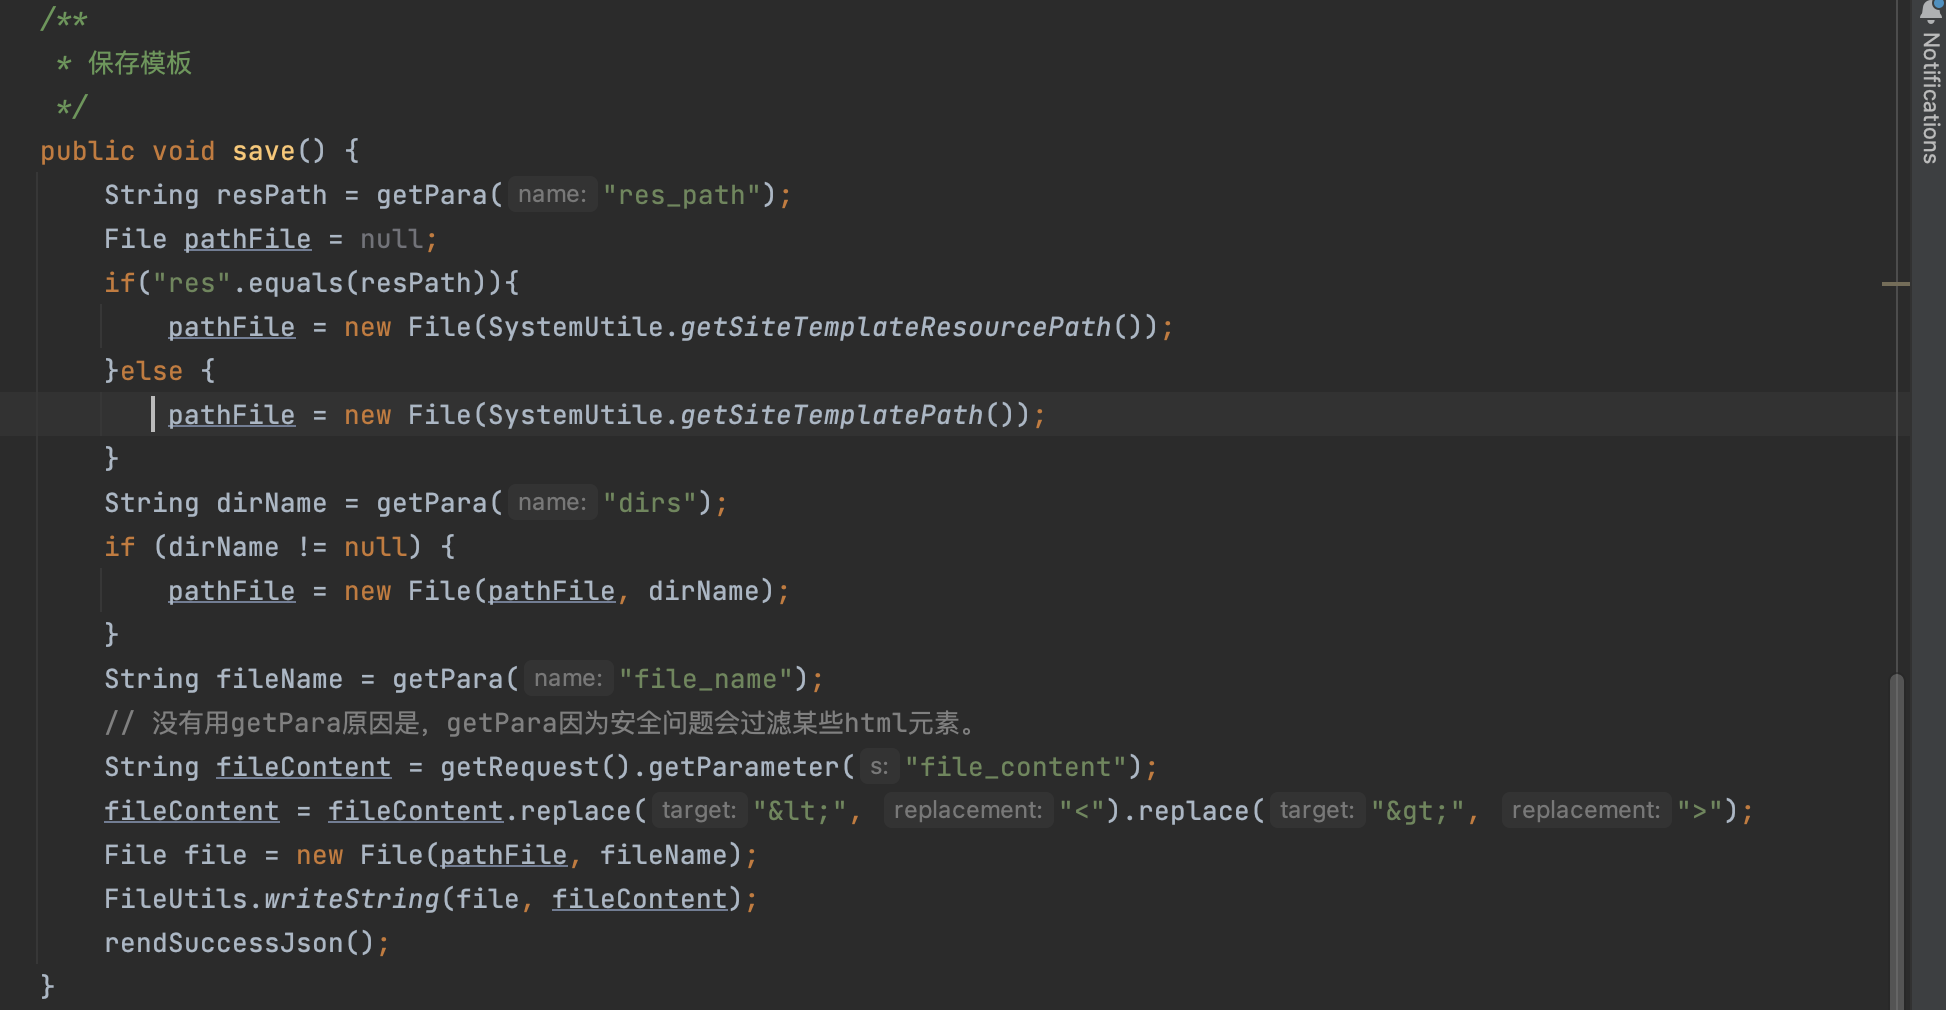 /**
 * 保存模板
 */
public void save() {
    String resPath = getPara( name: "res_path");
    File pathFile = null;
    if("res".equals(resPath)){
        pathFile = new File(SystemUtile.getSiteTemplateResourcePath());
    }else {
        pathFile = new File(SystemUtile.getSiteTemplatePath());
    }
    String dirName = getPara( name: "dirs");
    if (dirName != null) {
        pathFile = new File(pathFile, dirName);
    }
    String fileName = getPara( name: "file_name");
    // 没有用getPara原因是，getPara因为安全问题会过滤某些html元素。
    String fileContent = getRequest().getParameter( s: "file_content");
    fileContent = fileContent.replace( target: "&lt;", replacement: "<").replace( target: "&gt;", replacement: ">");
    File file = new File(pathFile, fileName);
    FileUtils.writeString(file, fileContent);
    rendSuccessJson();
}
Notifications